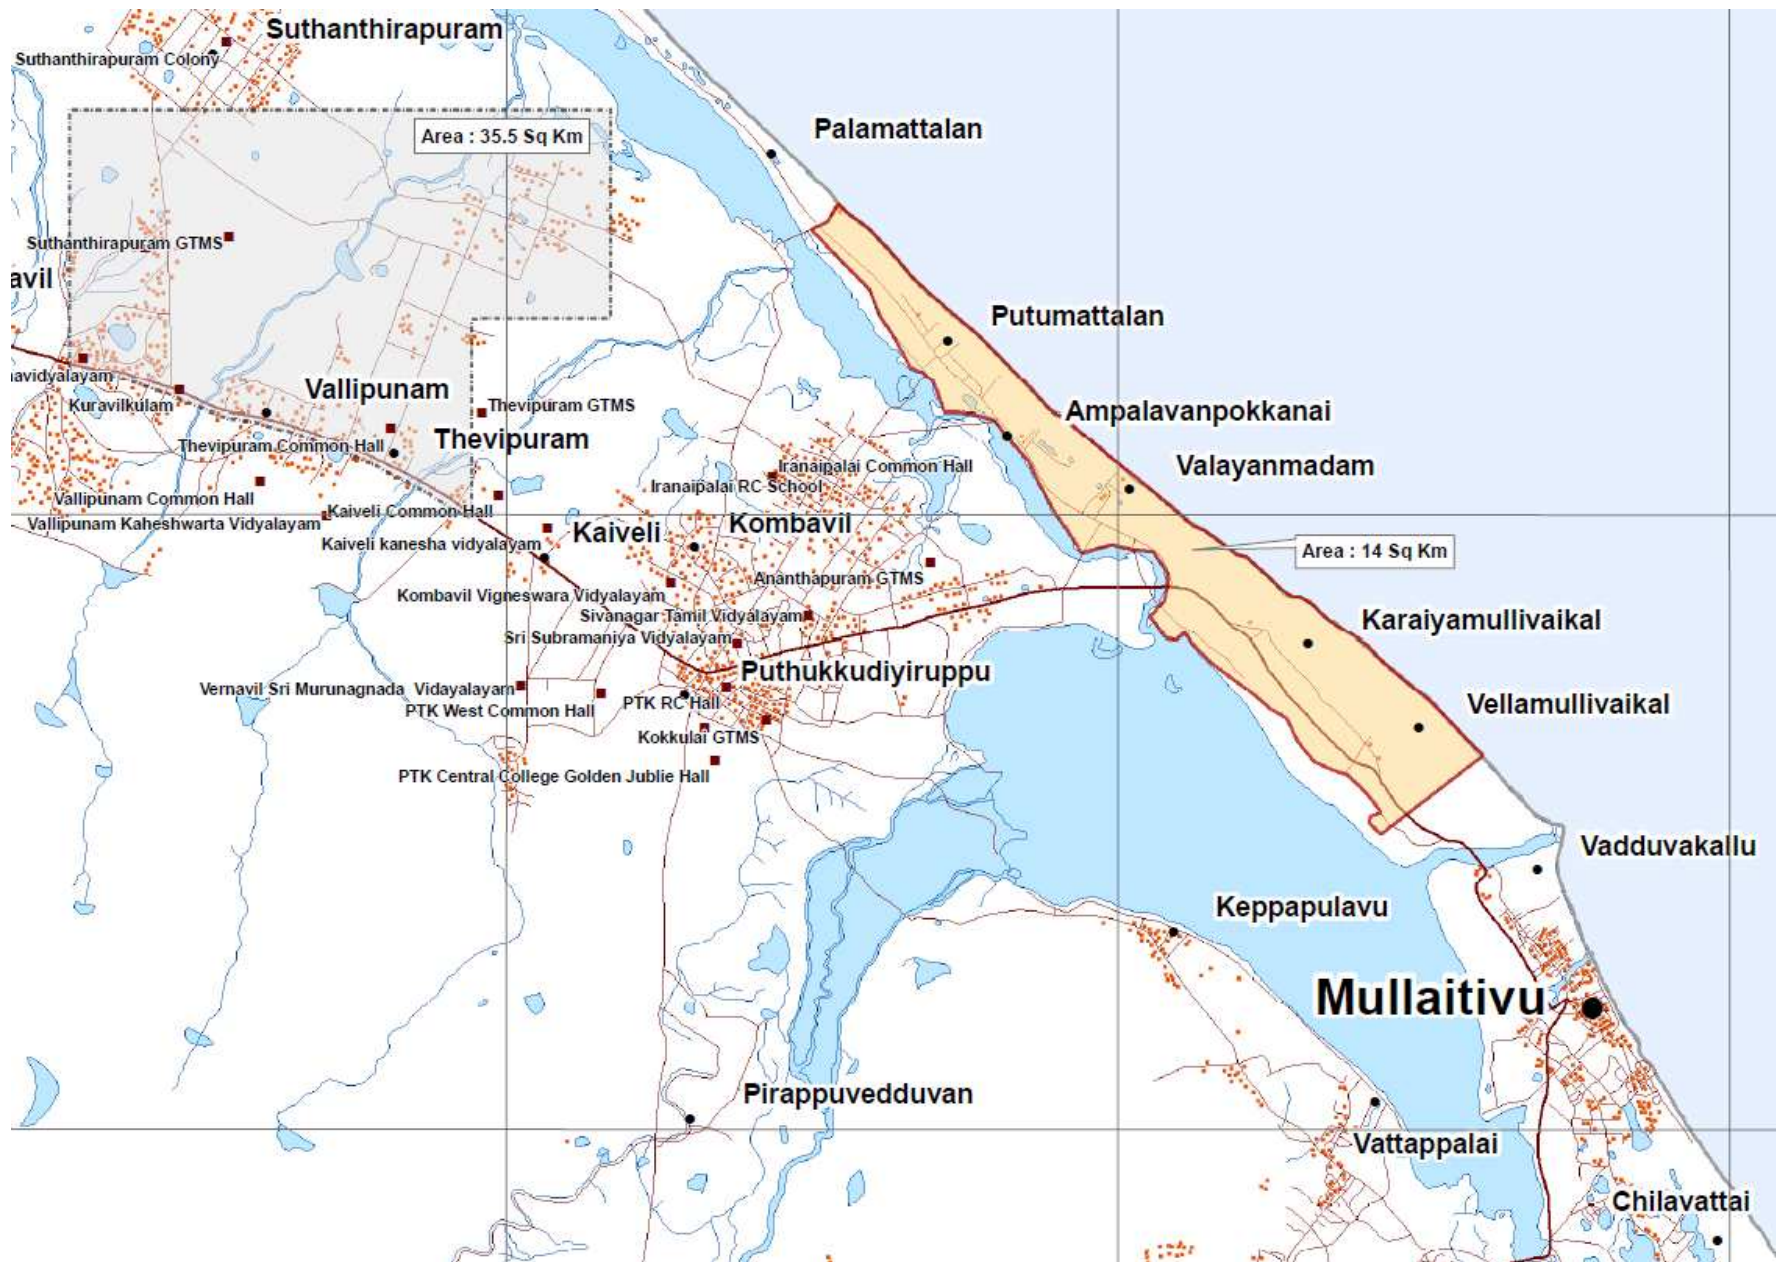 Suthanthirapuram
Suthanthirapuram Colony
Area : 35.5 Sq Km
Palamattalan
Suthanthirapuram GTMS
avil
Putumattalan
navidyalayam
Vallipunam
Kuravilkulam
Thevipuram GTMS
Ampalavanpokkanai
Thevipuram Common Hall
Thevipuram
Iranaipalai Common Hall
Valayanmadam
Iranaipalai RC School
Vallipunam Common Hall
Kaiveli Common Hall
Vallipunam Kaheshwarta Vidyalayam
Kombavil
Kaiveli
Kaiveli kanesha vidyalayam
Area : 14 Sq Km
Ananthapuram GTMS
Kombavil Vigneswara Vidyalayam
Sivanagar Tamil Vidyalayam
Karaiyamullivaikal
Sri Subramaniya Vidyalayam
Puthukkudiyiruppu
Vernavil Sri Murunagnada Vidayalayam
PTK RC Hall
PTK West Common Hall
Vellamullivaikal
Kokkulai GTMS
PTK Central College Golden Jublie Hall
Vadduvakallu
Keppapulavu
Mullaitivu
Pirappuvedduvan
Vattappalai
Chilavattai